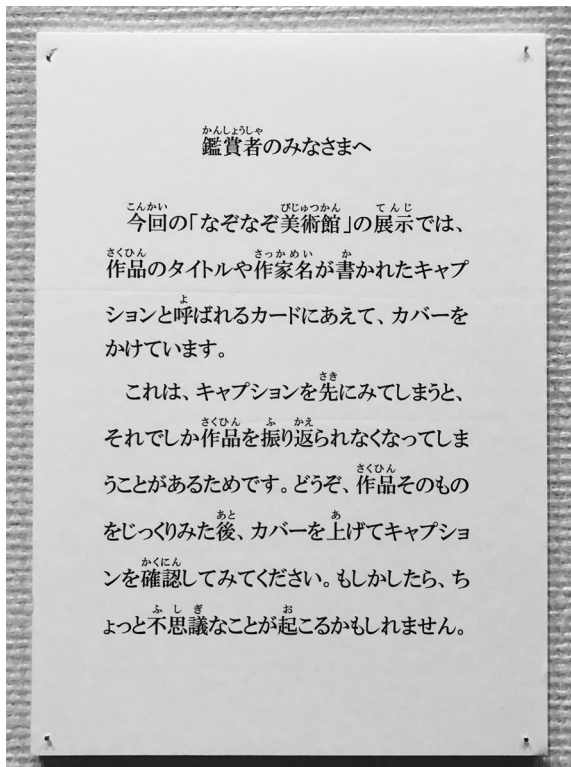 鑑賞者のみなさまへ
今回の「なぞなぞ美術館」の展示では、
作品のタイトルや作家名が書かれたキャプ
ションと呼ばれるカードにあえて、カバーを
かけています。
これは、キャプションを先にみてしまうと、
それでしか作品を振り返られなくなってしま
うことがあるためです。どうぞ、作品そのもの
をじっくりみた後、カバーを上げてキャプショ
ンを確認してみてください。もしかしたら、ち
ょっと不思議なことが起こるかもしれません。